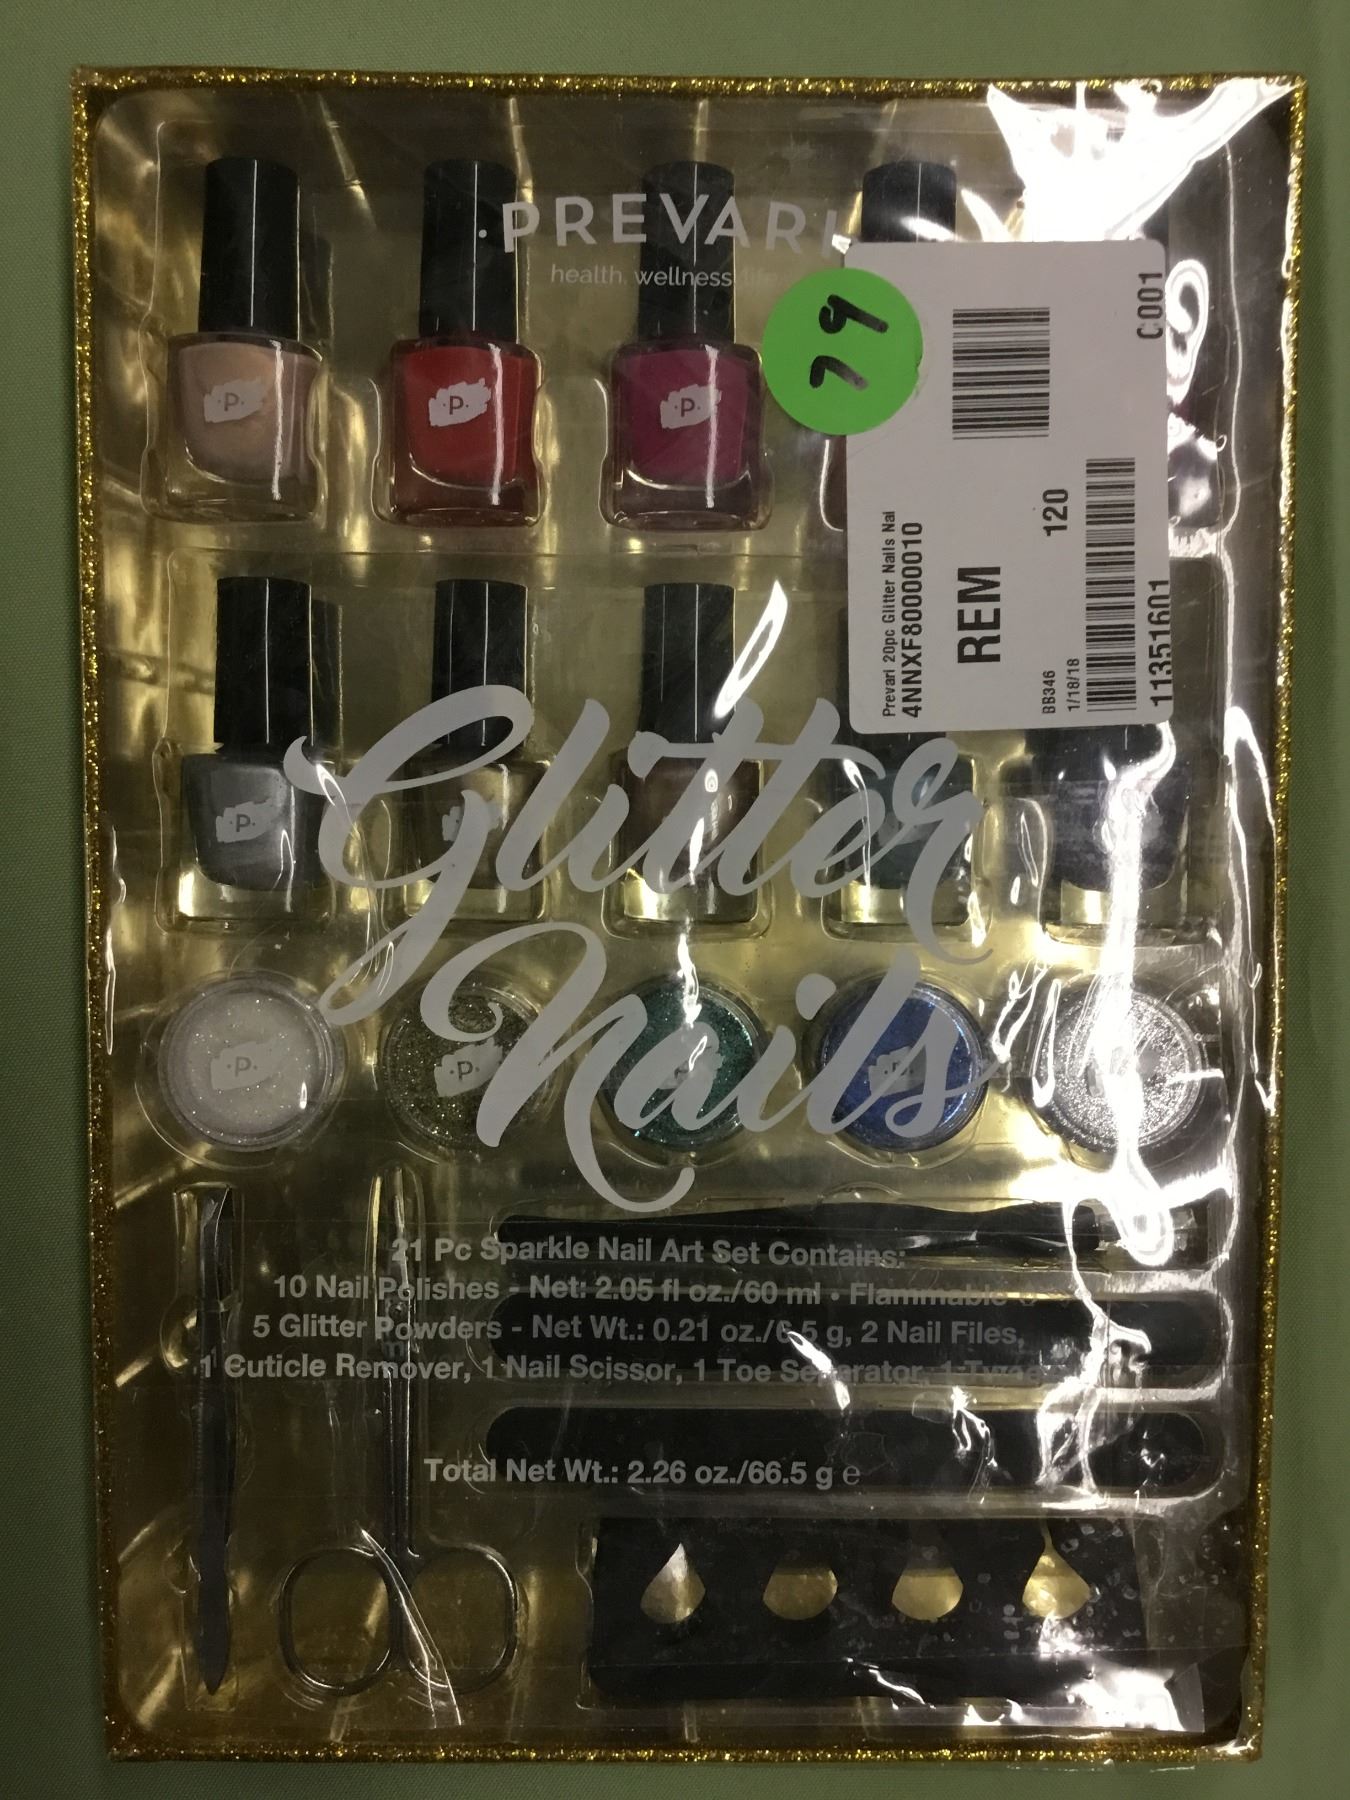 ·PREVARI
health. wellness. life
79
C001
Prevari 20pc Glitter Nails Nal
4NNXF80000010
REM
120
BB346
1/18/18
11351601
·P·
·P·
·P·
·P·
Glitter
Nails
·P·
·P·
21 Pc Sparkle Nail Art Set Contains:
10 Nail Polishes - Net: 2.05 fl oz./60 ml • Flammable
5 Glitter Powders - Net Wt.: 0.21 oz./6.5 g, 2 Nail Files,
1 Cuticle Remover, 1 Nail Scissor, 1 Toe Separator, 1
Total Net Wt.: 2.26 oz./66.5 g e